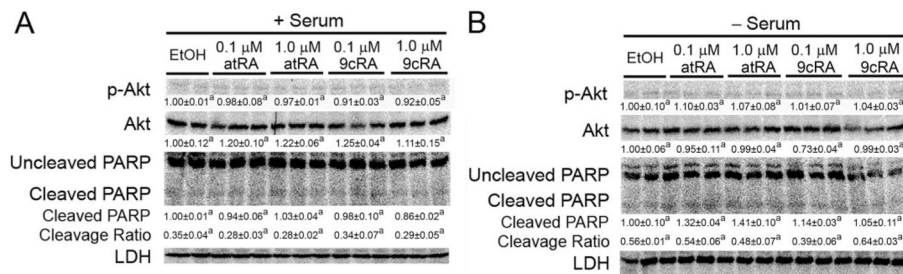 A
+ Serum
EtOH
0.1 μM atRA
1.0 μM atRA
0.1 μM 9cRA
1.0 μM 9cRA
p-Akt
1.00±0.01a 0.98±0.08a 0.97±0.01a 0.91±0.03a 0.92±0.05a
Akt
1.00±0.12a 1.20±0.10a 1.22±0.06a 1.25±0.04a 1.11±0.15a
Uncleaved PARP
Cleaved PARP
Cleaved PARP 1.00±0.01a 0.94±0.06a 1.03±0.04a 0.98±0.10a 0.86±0.02a
Cleavage Ratio 0.35±0.04a 0.28±0.03a 0.28±0.02a 0.34±0.07a 0.29±0.05a
LDH
B
– Serum
EtOH
0.1 μM atRA
1.0 μM atRA
0.1 μM 9cRA
1.0 μM 9cRA
p-Akt
1.00±0.10a 1.10±0.03a 1.07±0.08a 1.01±0.07a 1.04±0.03a
Akt
1.00±0.06a 0.95±0.11a 0.99±0.04a 0.73±0.04a 0.99±0.03a
Uncleaved PARP
Cleaved PARP
Cleaved PARP 1.00±0.10a 1.32±0.04a 1.41±0.10a 1.14±0.03a 1.05±0.11a
Cleavage Ratio 0.56±0.01a 0.54±0.06a 0.48±0.07a 0.39±0.06a 0.64±0.03a
LDH